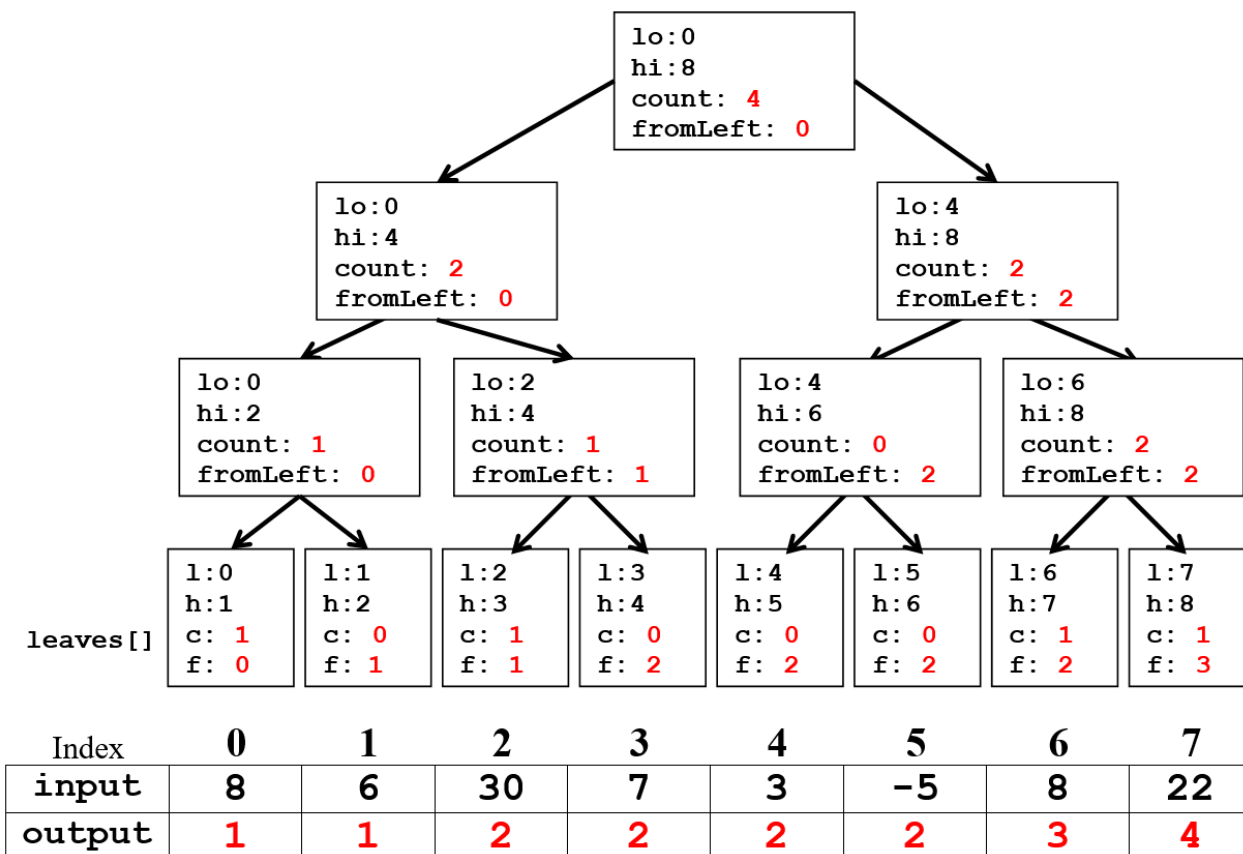 lo:0
hi:8
count: 4
fromLeft: 0
lo:0
hi:4
count: 2
fromLeft: 0
lo:4
hi:8
count: 2
fromLeft: 2
lo:0
hi:2
count: 1
fromLeft: 0
lo:2
hi:4
count: 1
fromLeft: 1
lo:4
hi:6
count: 0
fromLeft: 2
lo:6
hi:8
count: 2
fromLeft: 2
leaves[]
l:0
h:1
c: 1
f: 0
l:1
h:2
c: 0
f: 1
l:2
h:3
c: 1
f: 1
l:3
h:4
c: 0
f: 2
l:4
h:5
c: 0
f: 2
l:5
h:6
c: 0
f: 2
l:6
h:7
c: 1
f: 2
l:7
h:8
c: 1
f: 3
Index 0 1 2 3 4 5 6 7
input 8 6 30 7 3 -5 8 22
output 1 1 2 2 2 2 3 4